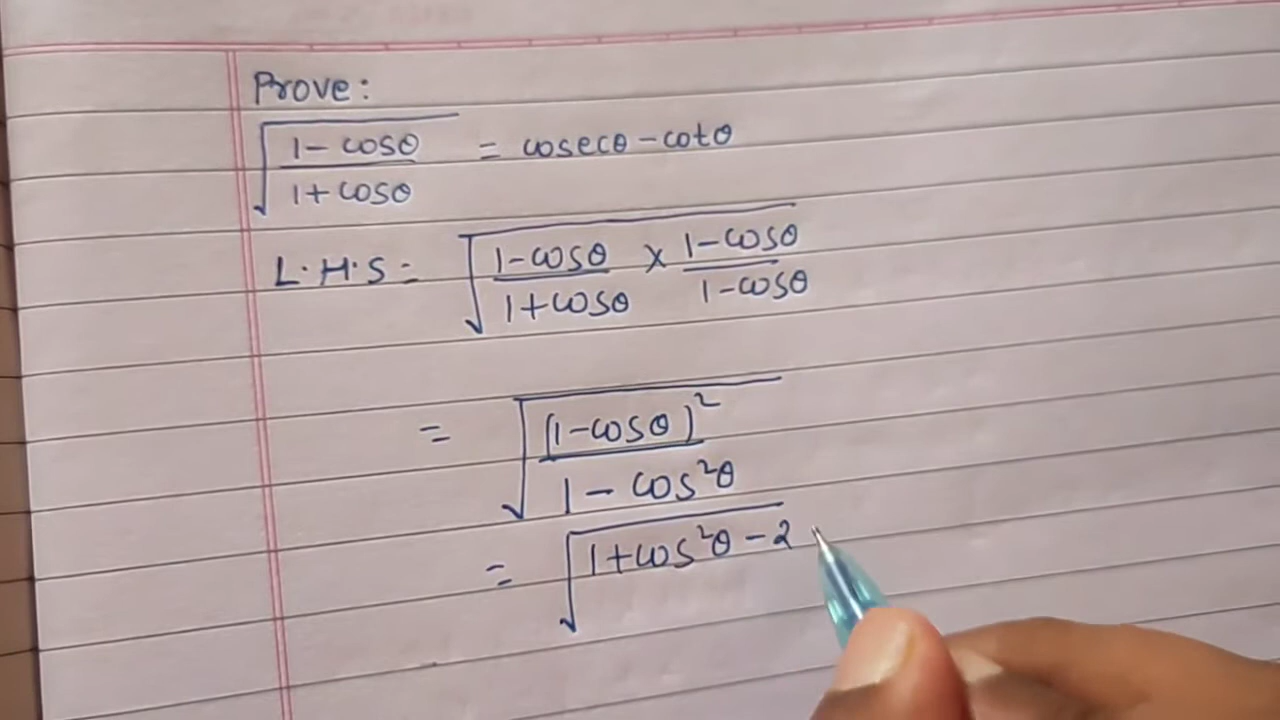 Prove:
√((1 - cosθ)/(1 + cosθ)) = cosecθ - cotθ
L.H.S = √((1 - cosθ)/(1 + cosθ) × (1 - cosθ)/(1 - cosθ))
= √((1 - cosθ)²/(1 - cos²θ))
= √(1 + cos²θ - 2